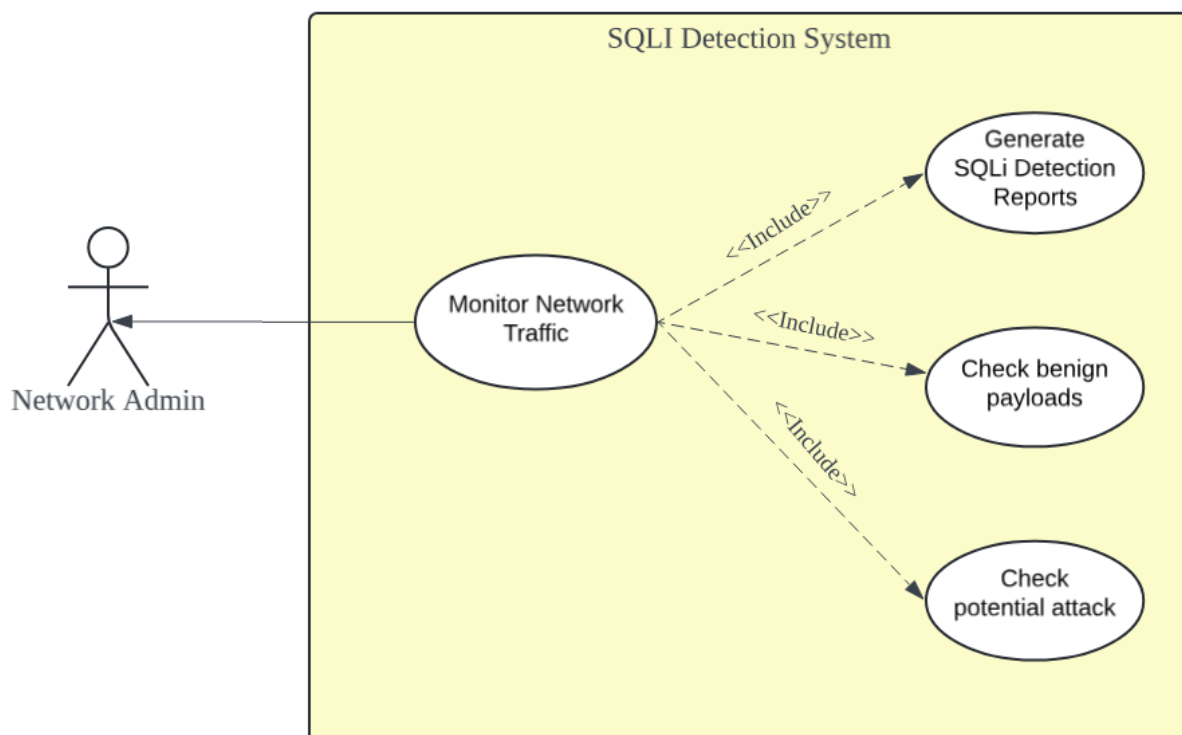 SQLI Detection System
Generate
SQLi Detection
Reports
<<Include>>
Monitor Network
Traffic
<<Include>>
Check benign
payloads
Network Admin
<<Include>>
Check
potential attack